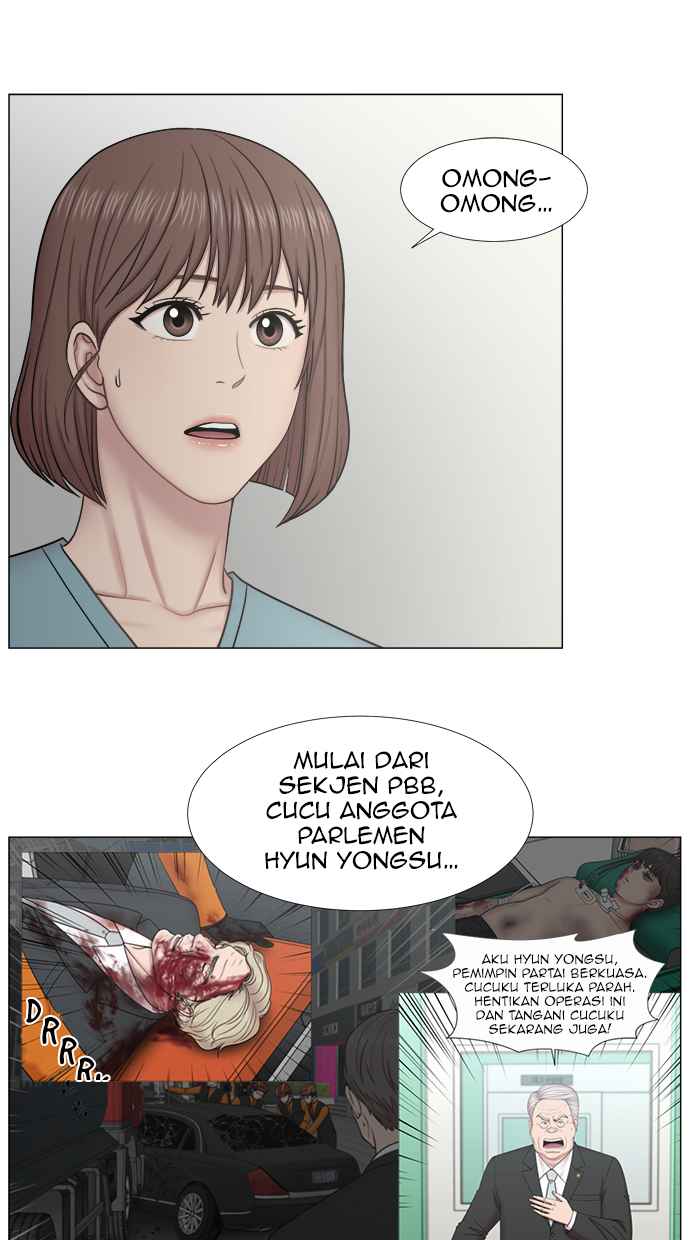 OMONG-
OMONG...
MULAI DARI
SEKJEN PBB,
CUCU ANGGOTA
PARLEMEN
HYUN YONGSU...
AKU HYUN YONGSU,
PEMIMPIN PARTAI BERKUASA.
CUCUKU TERLUKA PARAH.
HENTIKAN OPERASI INI
DAN TANGANI CUCUKU
SEKARANG JUGA!
DRRR..